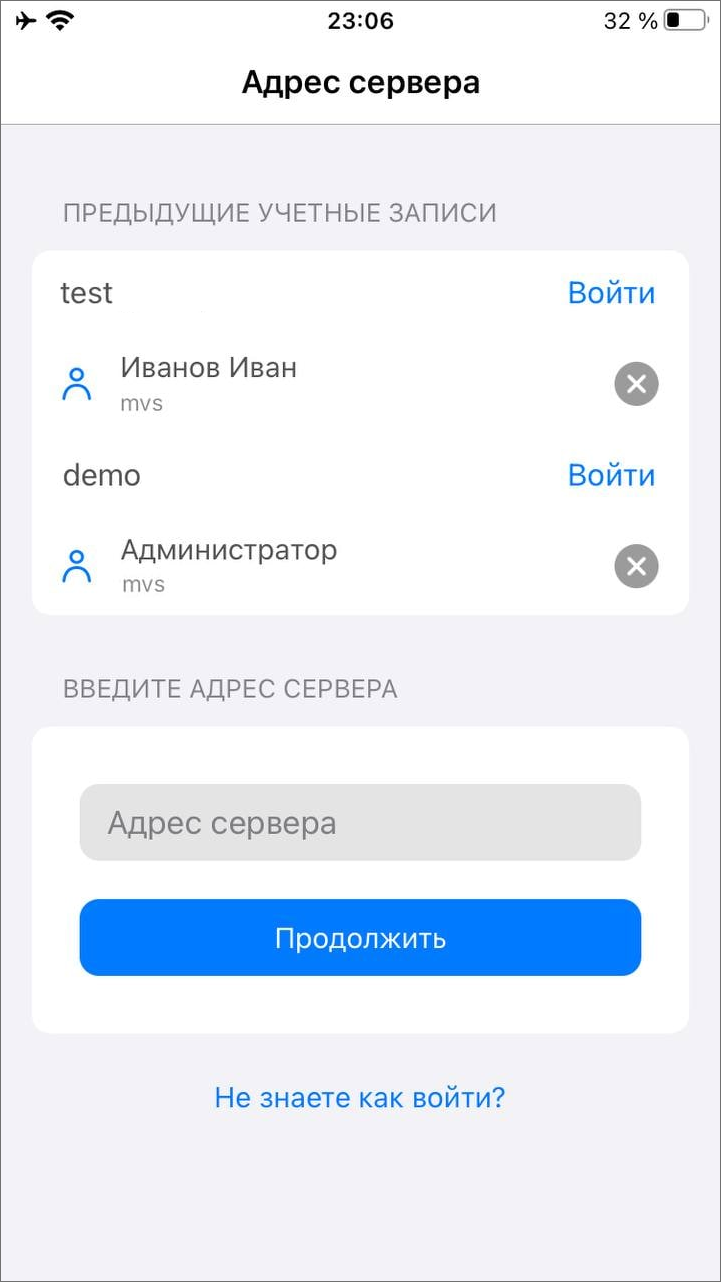 23:06
32 %
Адрес сервера
ПРЕДЫДУЩИЕ УЧЕТНЫЕ ЗАПИСИ
test
Войти
Иванов Иван
mvs
demo
Войти
Администратор
mvs
ВВЕДИТЕ АДРЕС СЕРВЕРА
Адрес сервера
Продолжить
Не знаете как войти?